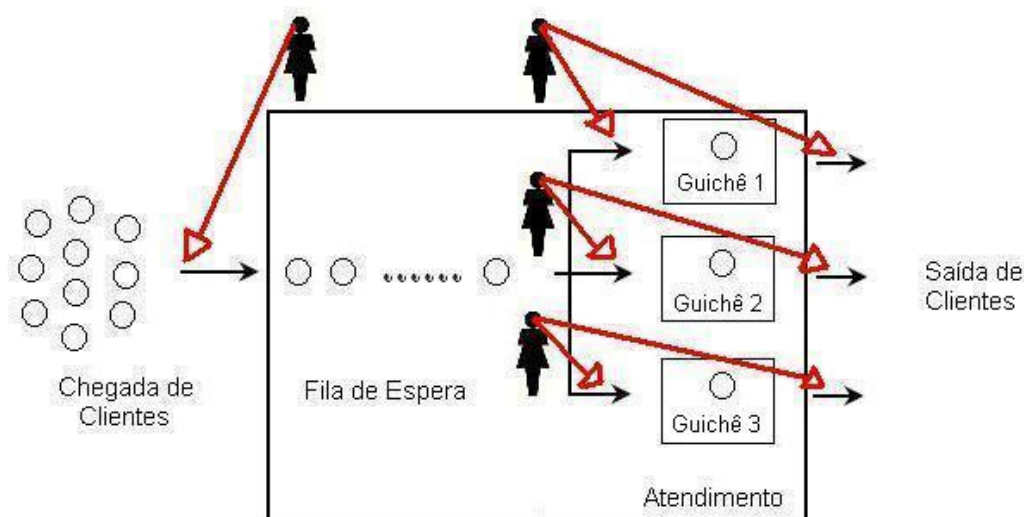 Guichê 1
Guichê 2
Guichê 3
Saída de
Clientes
Chegada de
Clientes
Fila de Espera
Atendimento